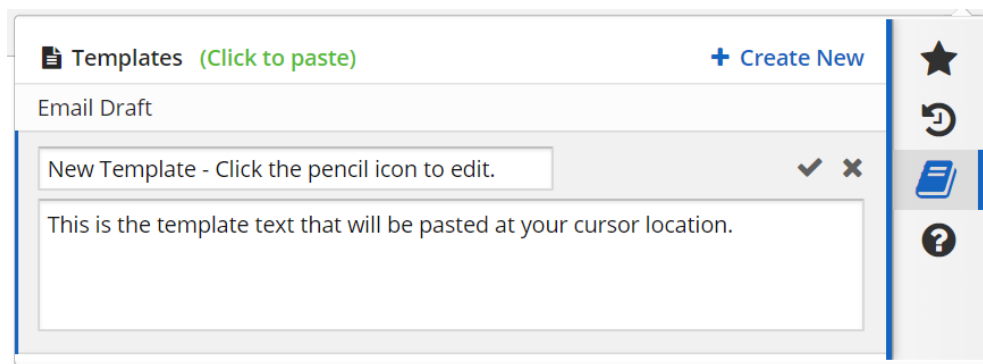 Templates (Click to paste) + Create New
Email Draft
New Template - Click the pencil icon to edit.
This is the template text that will be pasted at your cursor location.